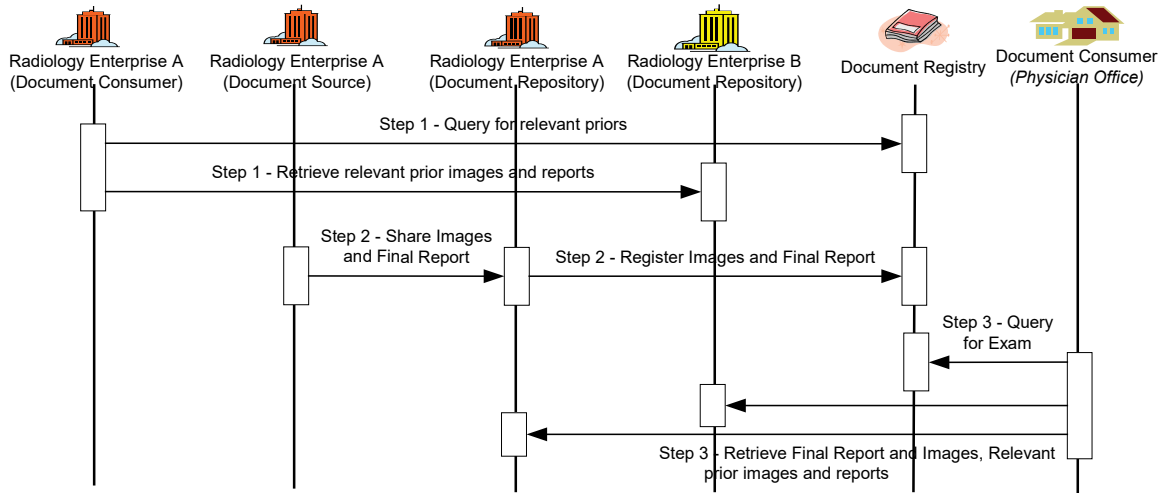 Radiology Enterprise A
(Document Consumer)
Radiology Enterprise A
(Document Source)
Radiology Enterprise A
(Document Repository)
Radiology Enterprise B
(Document Repository)
Document Registry
Document Consumer
(Physician Office)
Step 1 - Query for relevant priors
Step 1 - Retrieve relevant prior images and reports
Step 2 - Share Images
and Final Report
Step 2 - Register Images and Final Report
Step 3 - Query
for Exam
Step 3 - Retrieve Final Report and Images, Relevant
prior images and reports